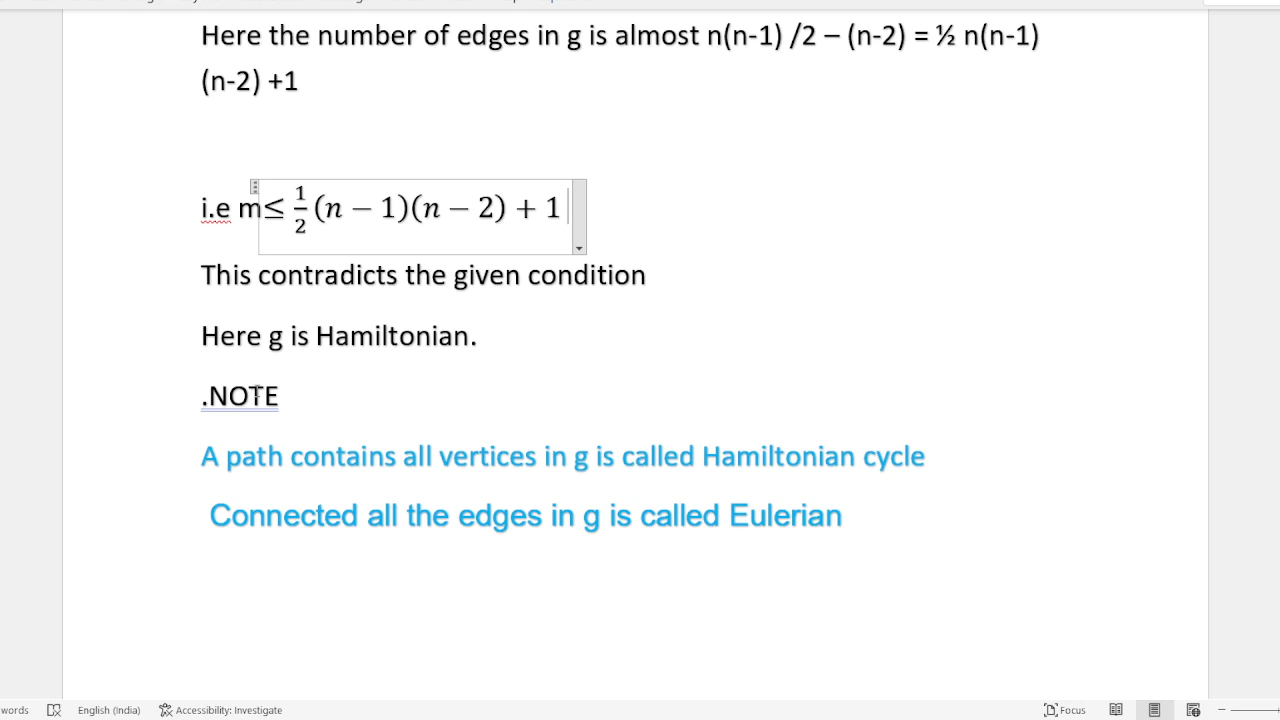 Here the number of edges in g is almost n(n-1) /2 – (n-2) = ½ n(n-1)
(n-2) +1
i.e m≤ 1/2 (n − 1)(n − 2) + 1
This contradicts the given condition
Here g is Hamiltonian.
.NOTE
A path contains all vertices in g is called Hamiltonian cycle
Connected all the edges in g is called Eulerian
words English (India) Accessibility: Investigate Focus